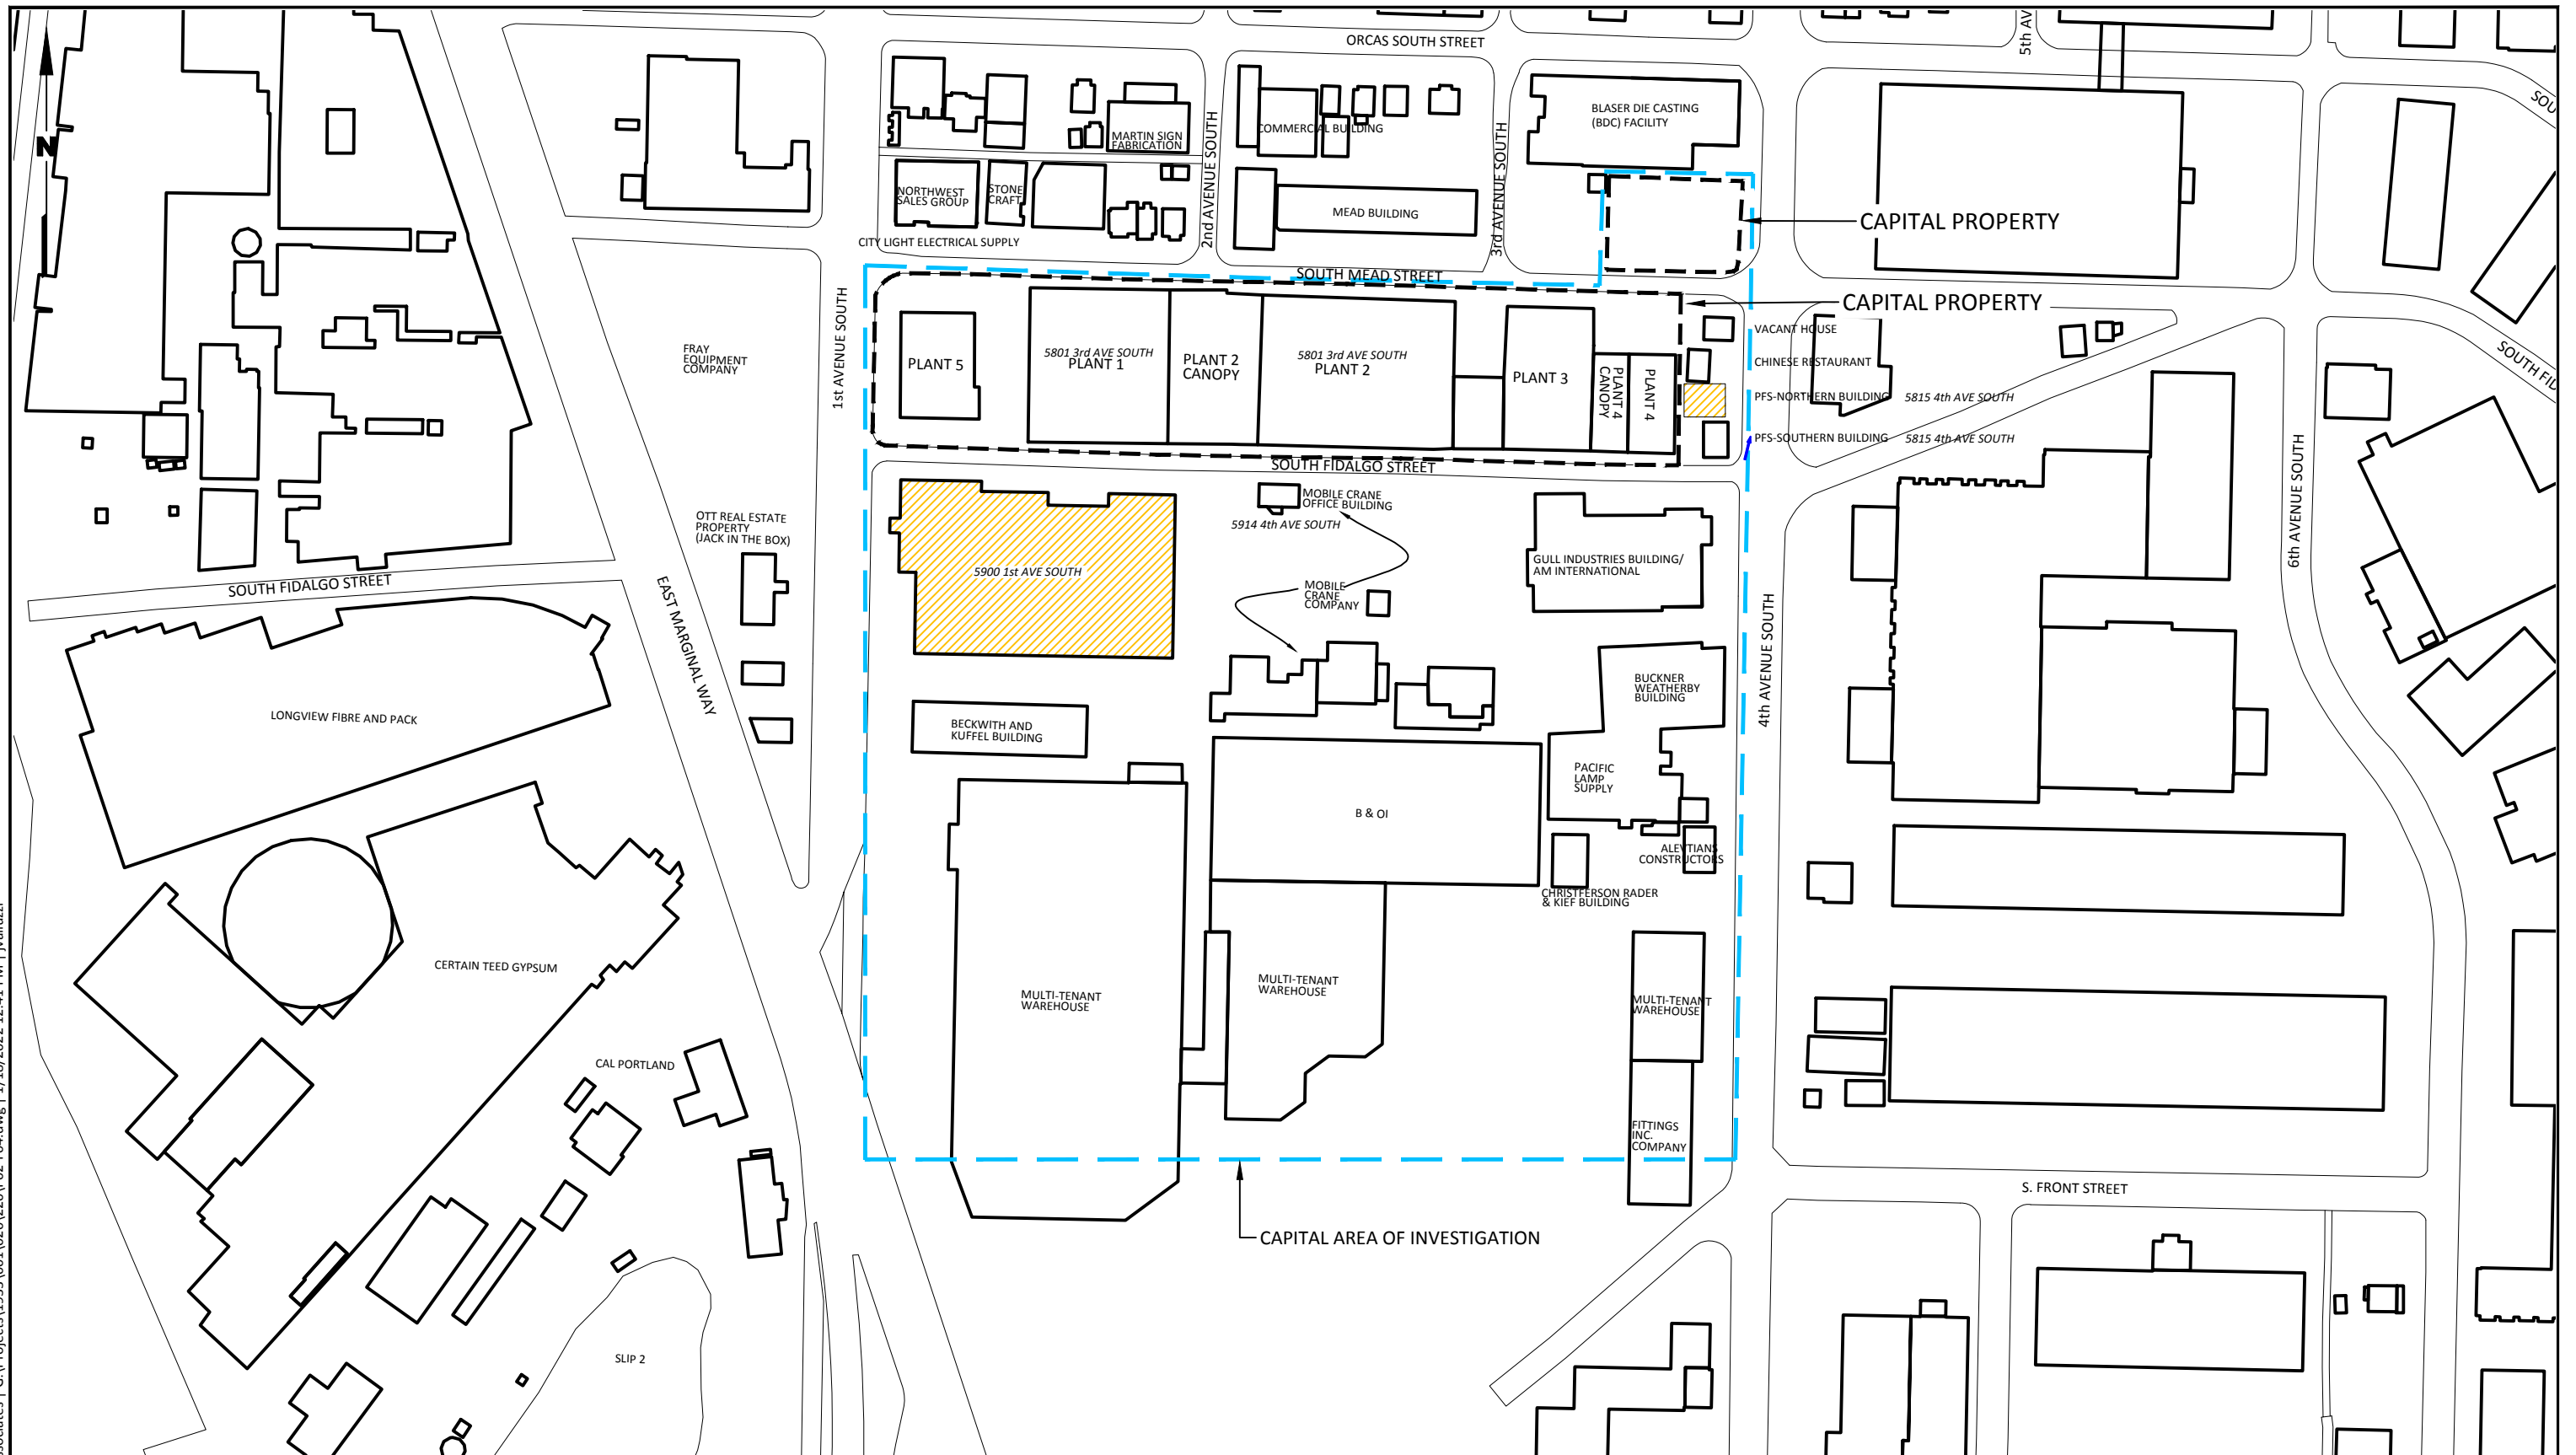 ORCAS SOUTH STREET
5th AV
SOU
N
BLASER DIE CASTING
(BDC) FACILITY
MARTIN SIGN
FABRICATION
COMMERCIAL BUILDING
2nd AVENUE SOUTH
3rd AVENUE SOUTH
NORTHWEST
SALES GROUP
STONE
CRAFT
MEAD BUILDING
CAPITAL PROPERTY
CITY LIGHT ELECTRICAL SUPPLY
SOUTH MEAD STREET
CAPITAL PROPERTY
1st AVENUE SOUTH
FRAY
EQUIPMENT
COMPANY
PLANT 5
5801 3rd AVE SOUTH
PLANT 1
PLANT 2
CANOPY
5801 3rd AVE SOUTH
PLANT 2
PLANT 3
PLANT 4
CANOPY
PLANT 4
VACANT HOUSE
CHINESE RESTAURANT
PFS-NORTHERN BUILDING
5815 4th AVE SOUTH
PFS-SOUTHERN BUILDING
5815 4th AVE SOUTH
SOUTH FID
6th AVENUE SOUTH
SOUTH FIDALGO STREET
OTT REAL ESTATE
PROPERTY
(JACK IN THE BOX)
MOBILE CRANE
OFFICE BUILDING
5914 4th AVE SOUTH
5900 1st AVE SOUTH
MOBILE
CRANE
COMPANY
GULL INDUSTRIES BUILDING/
AM INTERNATIONAL
SOUTH FIDALGO STREET
EAST MARGINAL WAY
4th AVENUE SOUTH
BUCKNER
WEATHERBY
BUILDING
LONGVIEW FIBRE AND PACK
BECKWITH AND
KUFFEL BUILDING
PACIFIC
LAMP
SUPPLY
B & OI
ALEVTIANS
CONSTRUCTORS
CHRISTFERSON RADER
& KIEF BUILDING
CERTAIN TEED GYPSUM
MULTI-TENANT
WAREHOUSE
MULTI-TENANT
WAREHOUSE
MULTI-TENANT
WAREHOUSE
CAL PORTLAND
FITTINGS
INC.
COMPANY
S. FRONT STREET
CAPITAL AREA OF INVESTIGATION
SLIP 2